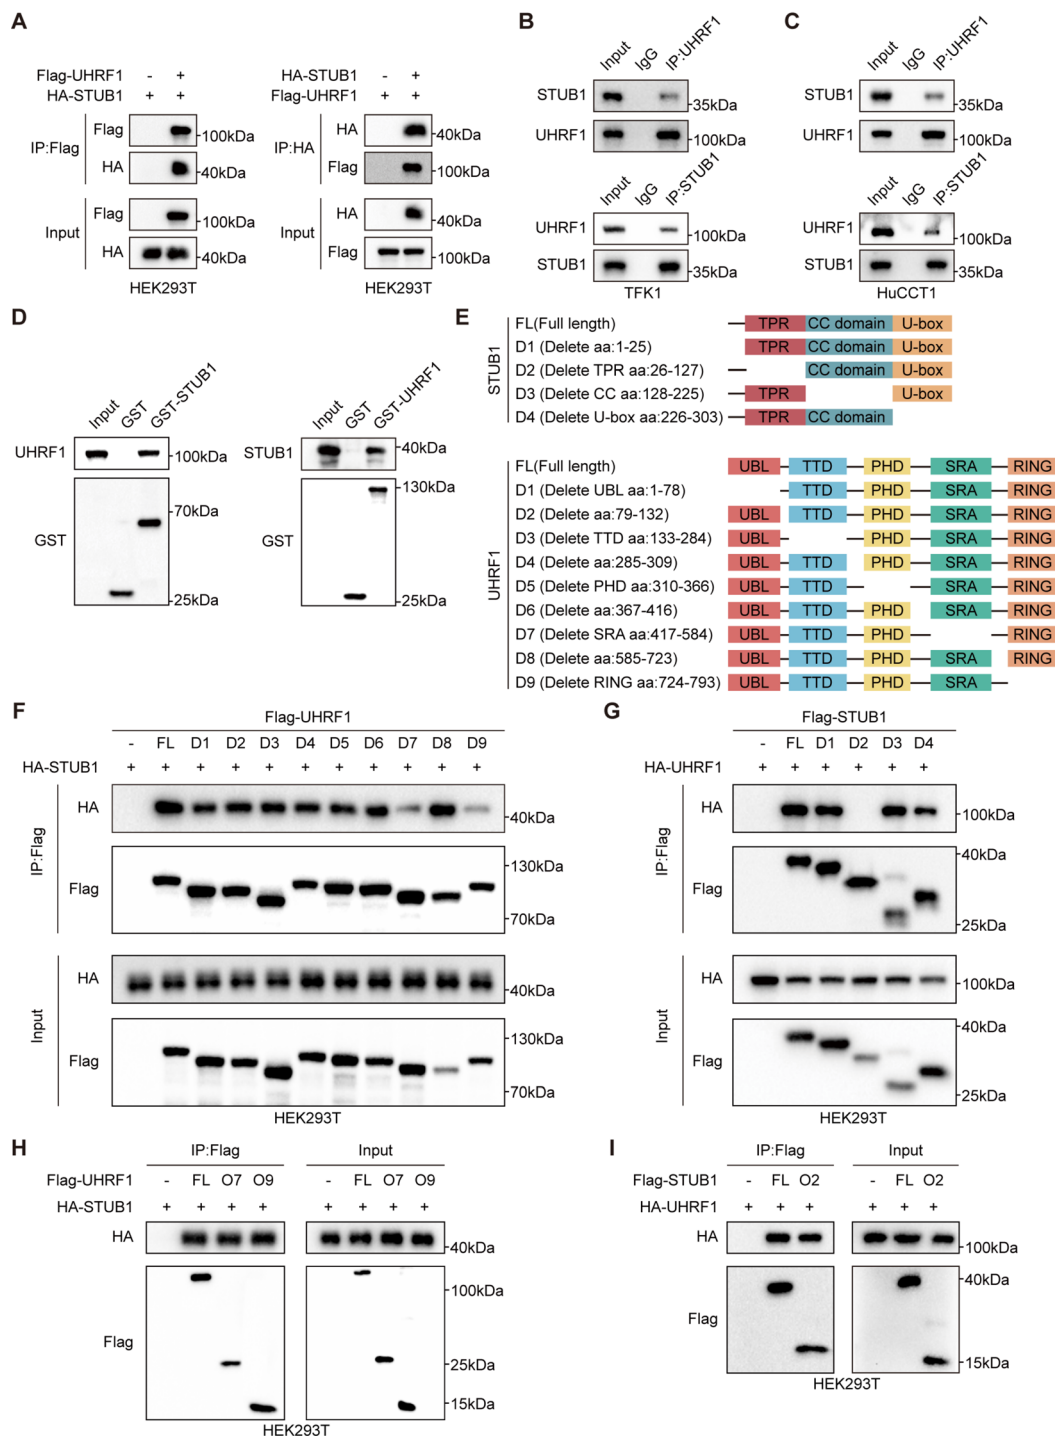 A
Flag-UHRF1 - +
HA-STUB1 + +
IP:Flag
Flag
100kDa
HA
40kDa
Input
Flag
100kDa
HA
40kDa
HEK293T
HA-STUB1 - +
Flag-UHRF1 + +
IP:HA
HA
40kDa
Flag
100kDa
Input
HA
40kDa
Flag
100kDa
HEK293T
B
Input IgG IP:UHRF1
STUB1
35kDa
UHRF1
100kDa
Input IgG IP:STUB1
UHRF1
100kDa
STUB1
35kDa
TFK1
C
Input IgG IP:UHRF1
STUB1
35kDa
UHRF1
100kDa
Input IgG IP:STUB1
UHRF1
100kDa
STUB1
35kDa
HuCCT1
D
Input GST GST-STUB1
UHRF1
100kDa
GST
70kDa
25kDa
Input GST GST-UHRF1
STUB1
40kDa
GST
130kDa
25kDa
E
STUB1
FL(Full length) TPR CC domain U-box
D1 (Delete aa:1-25) TPR CC domain U-box
D2 (Delete TPR aa:26-127) CC domain U-box
D3 (Delete CC aa:128-225) TPR U-box
D4 (Delete U-box aa:226-303) TPR CC domain
UHRF1
FL(Full length) UBL TTD PHD SRA RING
D1 (Delete UBL aa:1-78) TTD PHD SRA RING
D2 (Delete aa:79-132) UBL TTD PHD SRA RING
D3 (Delete TTD aa:133-284) UBL PHD SRA RING
D4 (Delete aa:285-309) UBL TTD PHD SRA RING
D5 (Delete PHD aa:310-366) UBL TTD SRA RING
D6 (Delete aa:367-416) UBL TTD PHD SRA RING
D7 (Delete SRA aa:417-584) UBL TTD PHD RING
D8 (Delete aa:585-723) UBL TTD PHD SRA RING
D9 (Delete RING aa:724-793) UBL TTD PHD SRA
F
Flag-UHRF1
- FL D1 D2 D3 D4 D5 D6 D7 D8 D9
HA-STUB1 + + + + + + + + + + +
IP:Flag
HA
40kDa
Flag
130kDa
70kDa
Input
HA
40kDa
Flag
130kDa
70kDa
HEK293T
G
Flag-STUB1
- FL D1 D2 D3 D4
HA-UHRF1 + + + + + +
IP:Flag
HA
100kDa
Flag
40kDa
25kDa
Input
HA
100kDa
Flag
40kDa
25kDa
HEK293T
H
IP:Flag Input
Flag-UHRF1 - FL O7 O9 - FL O7 O9
HA-STUB1 + + + + + + + +
HA
40kDa
Flag
100kDa
25kDa
15kDa
HEK293T
I
IP:Flag Input
Flag-STUB1 - FL O2 - FL O2
HA-UHRF1 + + + + + +
HA
100kDa
Flag
40kDa
15kDa
HEK293T